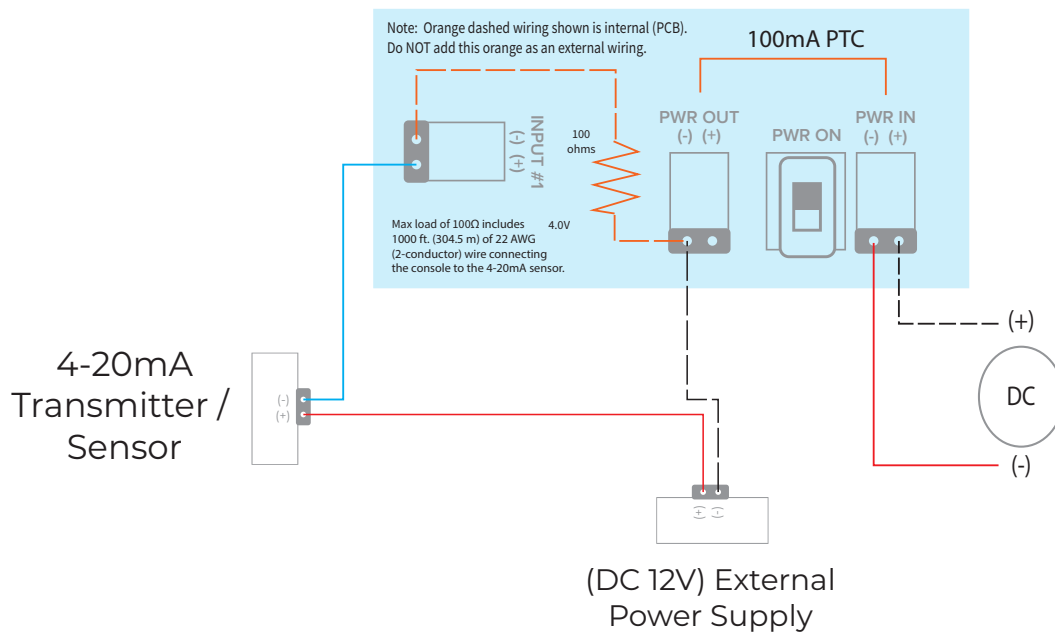 Note: Orange dashed wiring shown is internal (PCB).
Do NOT add this orange as an external wiring.
100mA PTC
INPUT #1
(-) (+)
100
ohms
PWR OUT
(-) (+)
PWR ON
PWR IN
(-) (+)
Max load of 100Ω includes
1000 ft. (304.5 m) of 22 AWG
(2-conductor) wire connecting
the console to the 4-20mA sensor.
4.0V
(+)
DC
(-)
4-20mA
Transmitter /
Sensor
(-)
(+)
(+) (-)
(DC 12V) External
Power Supply